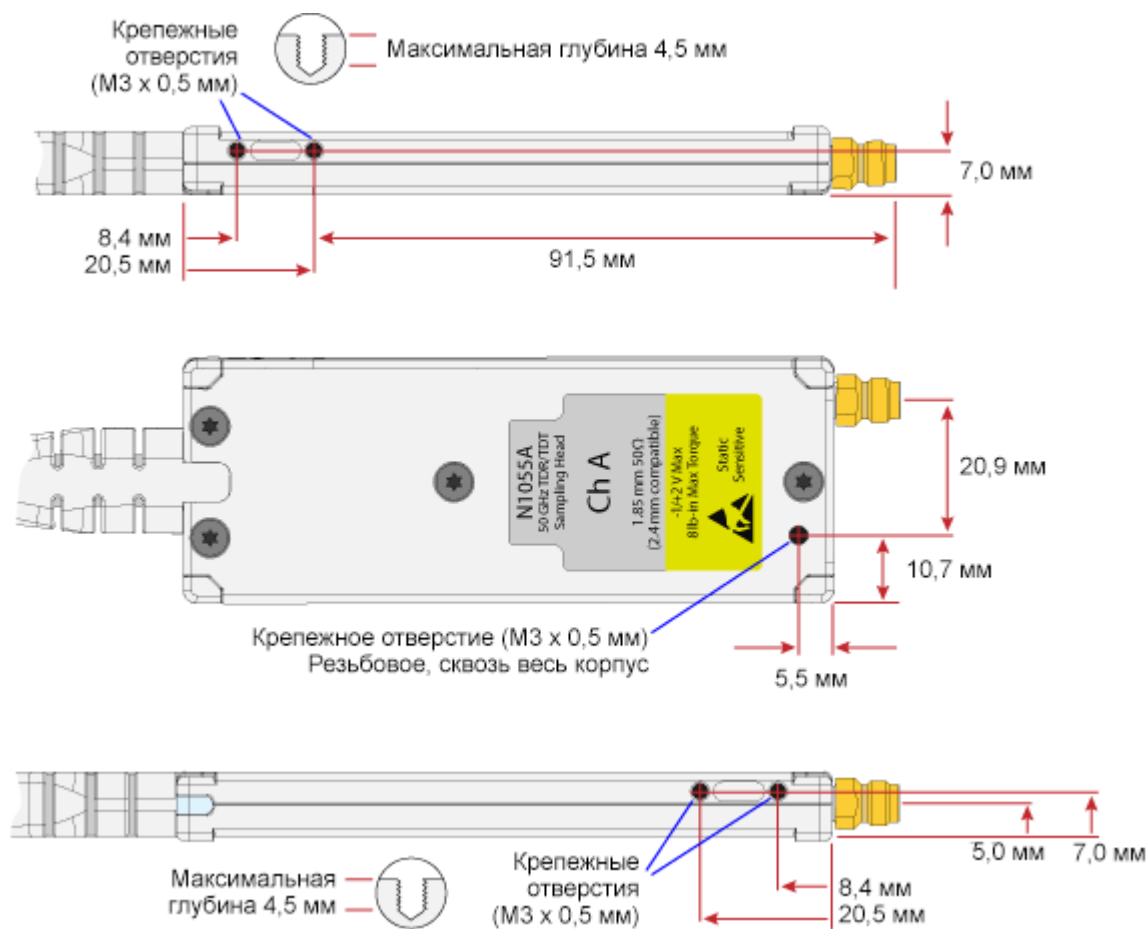 Крепежные
отверстия
(М3 x 0,5 мм)
Максимальная глубина 4,5 мм
7,0 мм
8,4 мм
20,5 мм
91,5 мм
N1055A
50 GHz TDR/TDT
Sampling Head
Ch A
1.85 mm 50Ω
(2.4 mm compatible)
-1/+2 V Max
8lb-in Max Torque
Static
Sensitive
20,9 мм
10,7 мм
Крепежное отверстие (М3 x 0,5 мм)
Резьбовое, сквозь весь корпус
5,5 мм
5,0 мм
7,0 мм
Максимальная
глубина 4,5 мм
Крепежные
отверстия
(М3 x 0,5 мм)
8,4 мм
20,5 мм